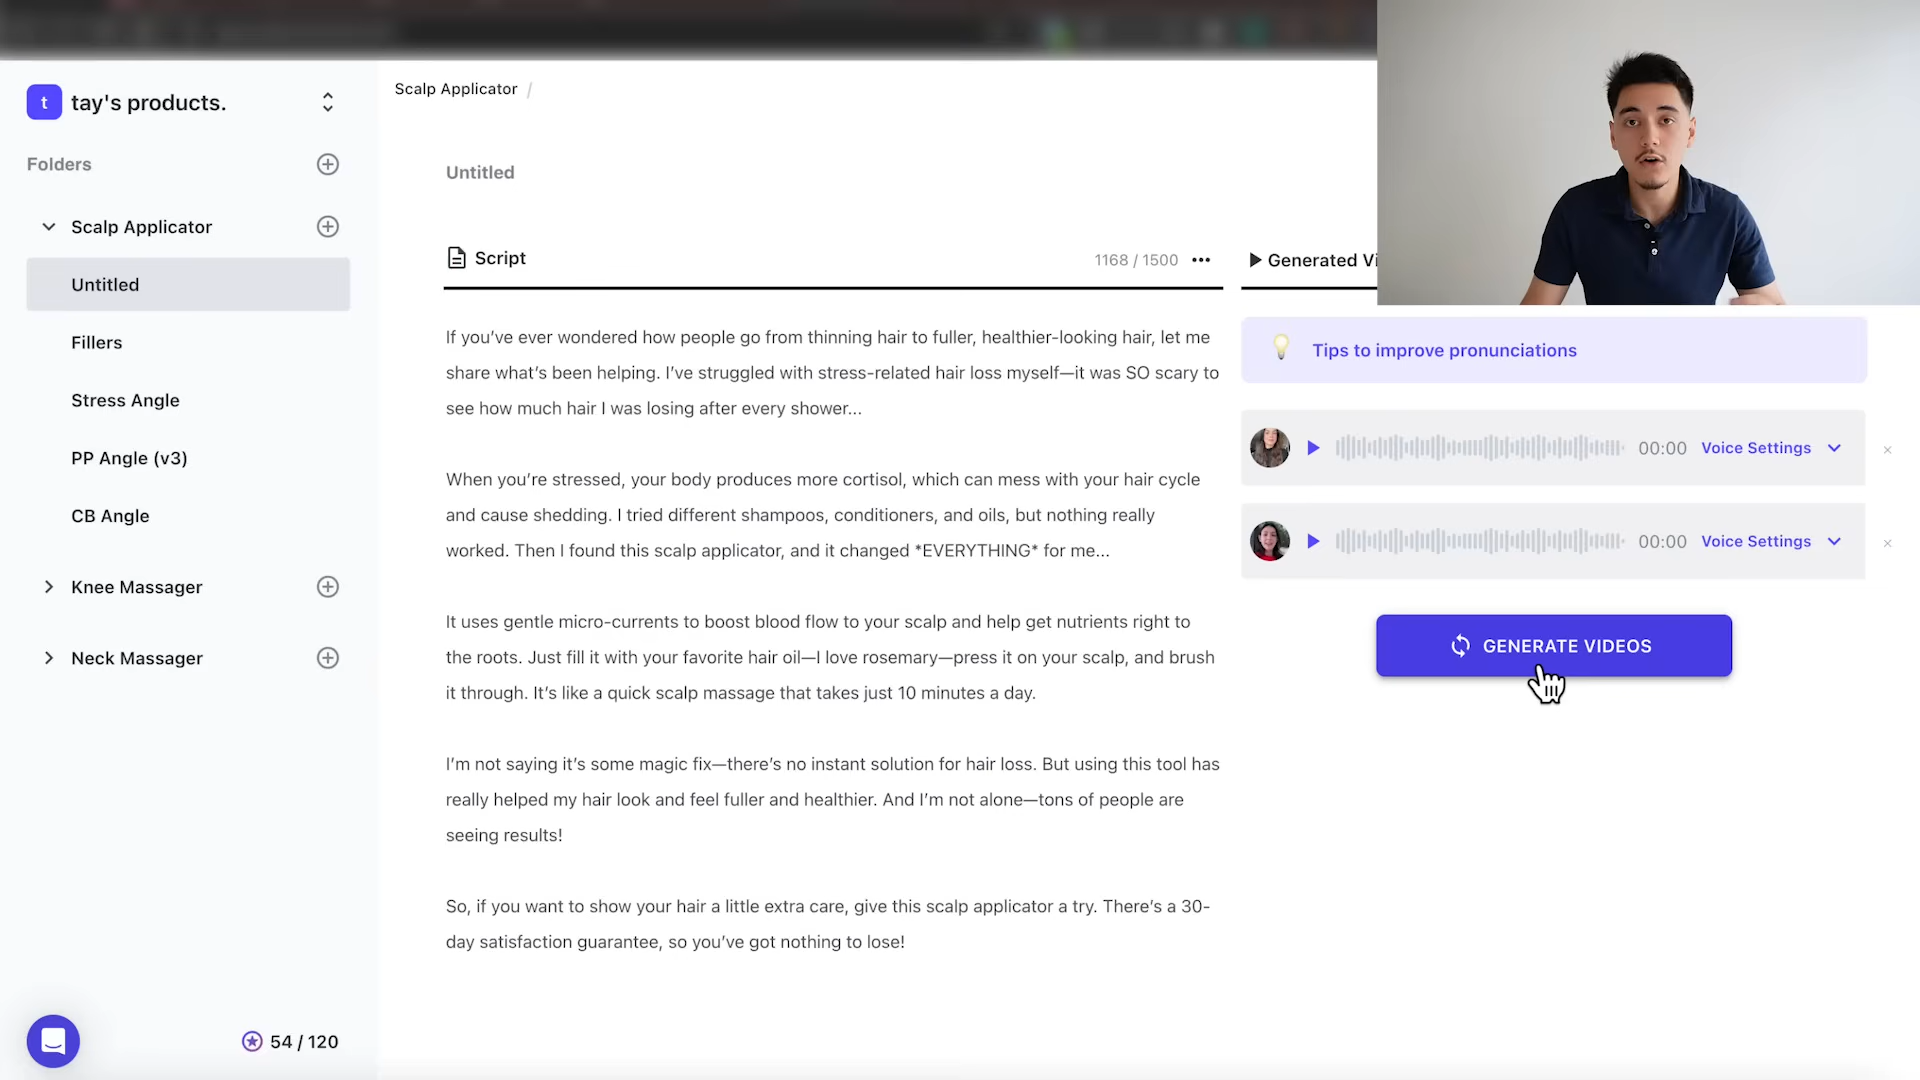 t tay's products.
Folders
Scalp Applicator
Untitled
Fillers
Stress Angle
PP Angle (v3)
CB Angle
Knee Massager
Neck Massager
54 / 120
Scalp Applicator /
Untitled
Script
1168 / 1500
If you’ve ever wondered how people go from thinning hair to fuller, healthier-looking hair, let me
share what’s been helping. I’ve struggled with stress-related hair loss myself—it was SO scary to
see how much hair I was losing after every shower...
When you’re stressed, your body produces more cortisol, which can mess with your hair cycle
and cause shedding. I tried different shampoos, conditioners, and oils, but nothing really
worked. Then I found this scalp applicator, and it changed *EVERYTHING* for me...
It uses gentle micro-currents to boost blood flow to your scalp and help get nutrients right to
the roots. Just fill it with your favorite hair oil—I love rosemary—press it on your scalp, and brush
it through. It’s like a quick scalp massage that takes just 10 minutes a day.
I’m not saying it’s some magic fix—there’s no instant solution for hair loss. But using this tool has
really helped my hair look and feel fuller and healthier. And I’m not alone—tons of people are
seeing results!
So, if you want to show your hair a little extra care, give this scalp applicator a try. There’s a 30-
day satisfaction guarantee, so you’ve got nothing to lose!
Generated Vi
Tips to improve pronunciations
00:00 Voice Settings
00:00 Voice Settings
GENERATE VIDEOS